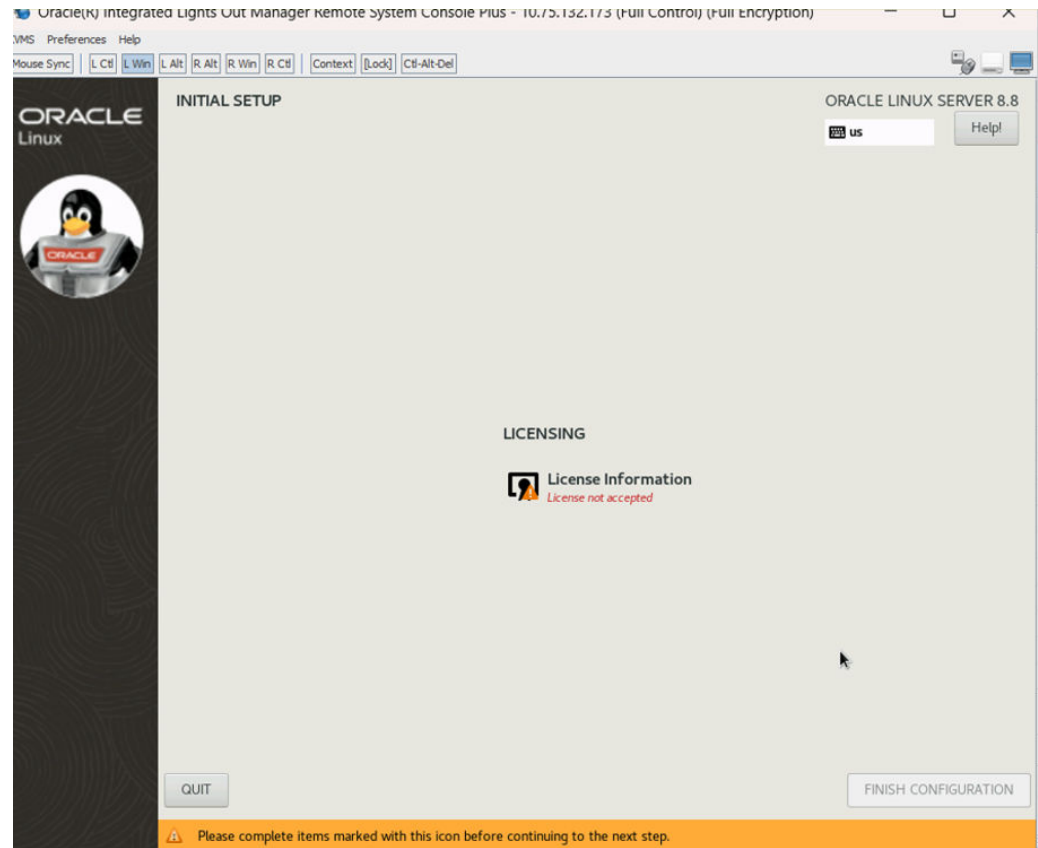 Oracle(R) Integrated Lights Out Manager Remote System Console Plus - 10.75.132.173 (Full Control) (Full Encryption)
KVMS Preferences Help
Mouse Sync L Ctl L Win L Alt R Alt R Win R Ctl Context [Lock] Ctl-Alt-Del
ORACLE
Linux
ORACLE
INITIAL SETUP
ORACLE LINUX SERVER 8.8
us
Help!
LICENSING
License Information
License not accepted
QUIT
FINISH CONFIGURATION
Please complete items marked with this icon before continuing to the next step.